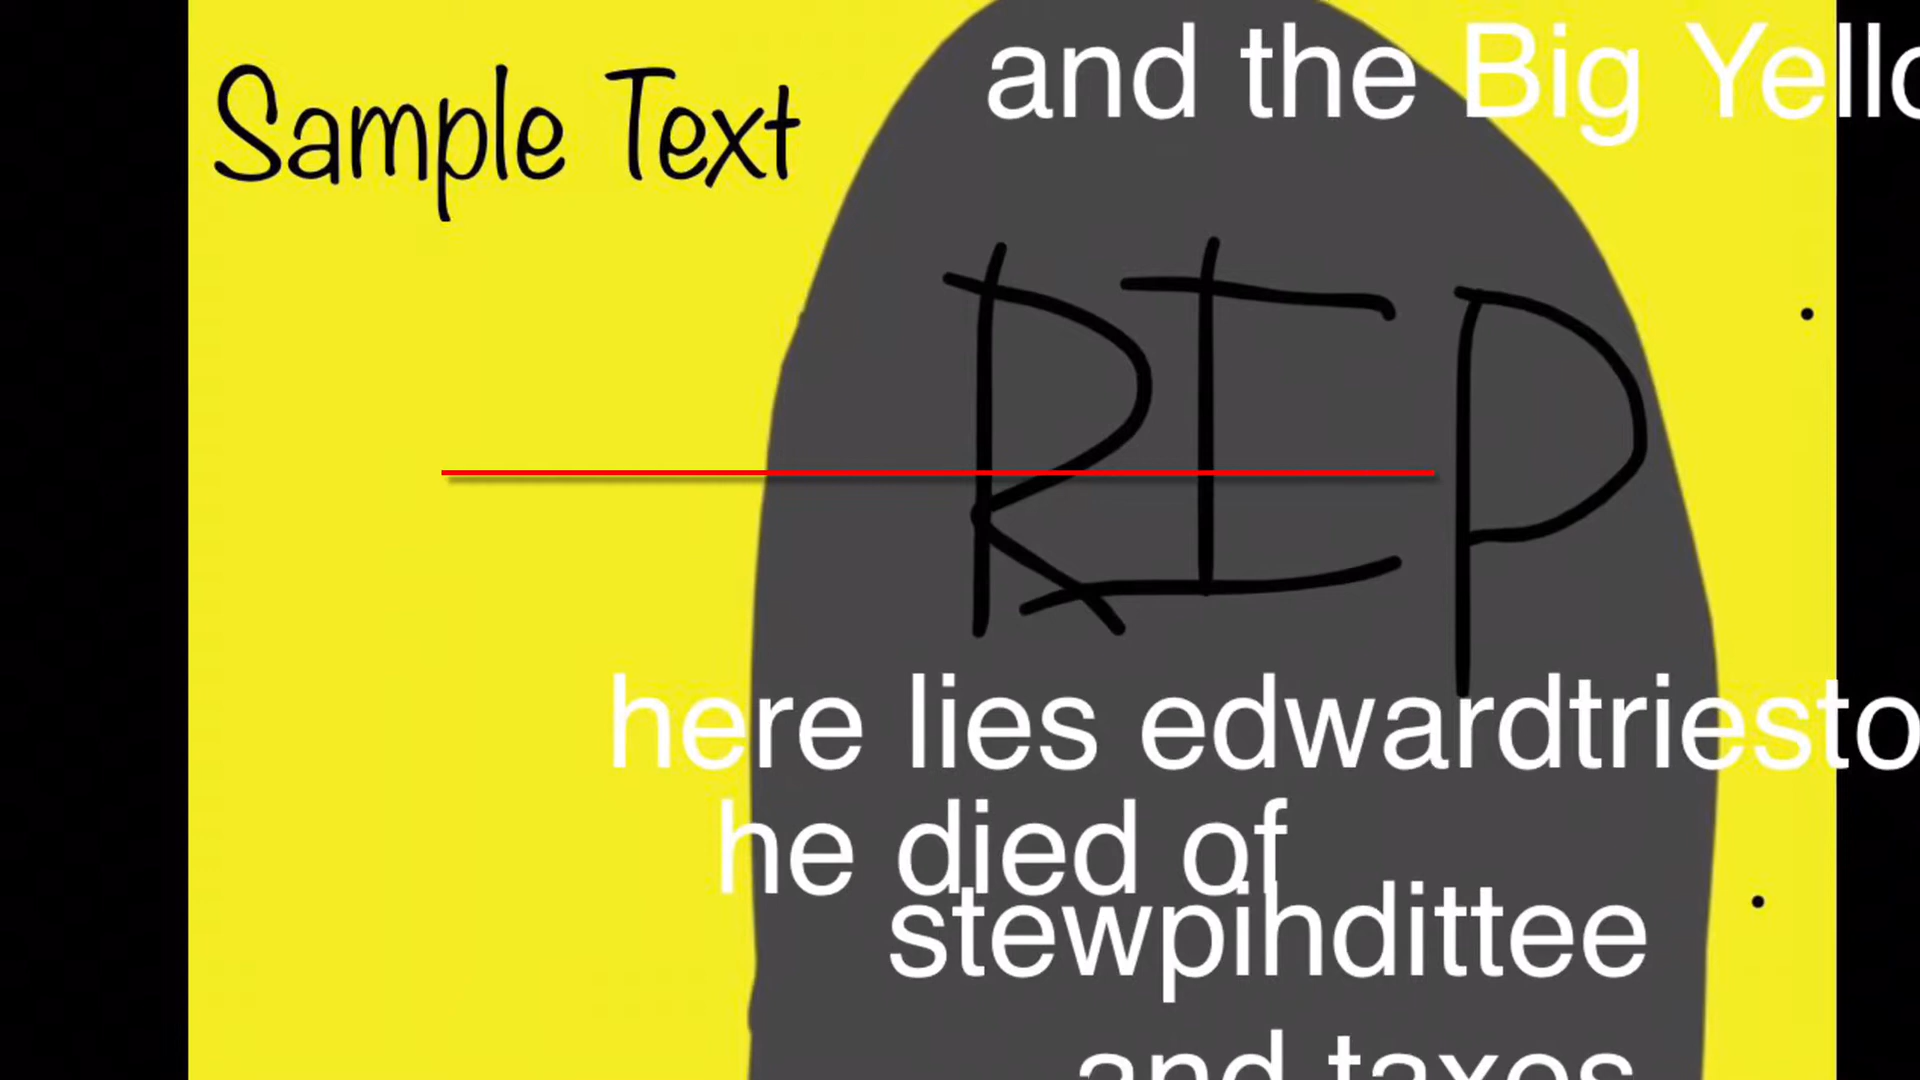 and the Big Yello
Sample Text
RIP
here lies edwardtriesto
he died of
stewpihdittee
and taxes